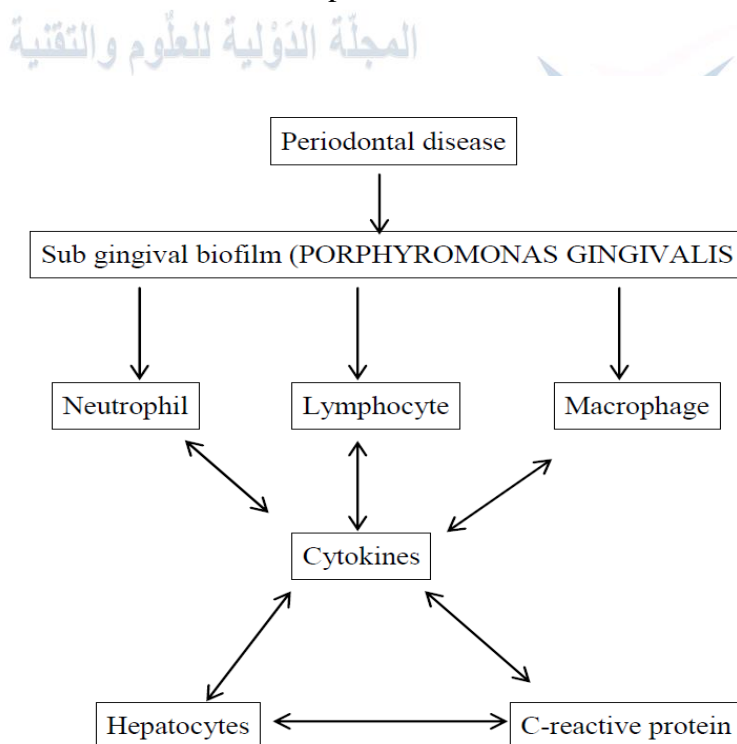 المجلّة الدَوْلية للعلُوم والتقنية
Periodontal disease
Sub gingival biofilm (PORPHYROMONAS GINGIVALIS
Neutrophil
Lymphocyte
Macrophage
Cytokines
Hepatocytes
C-reactive protein